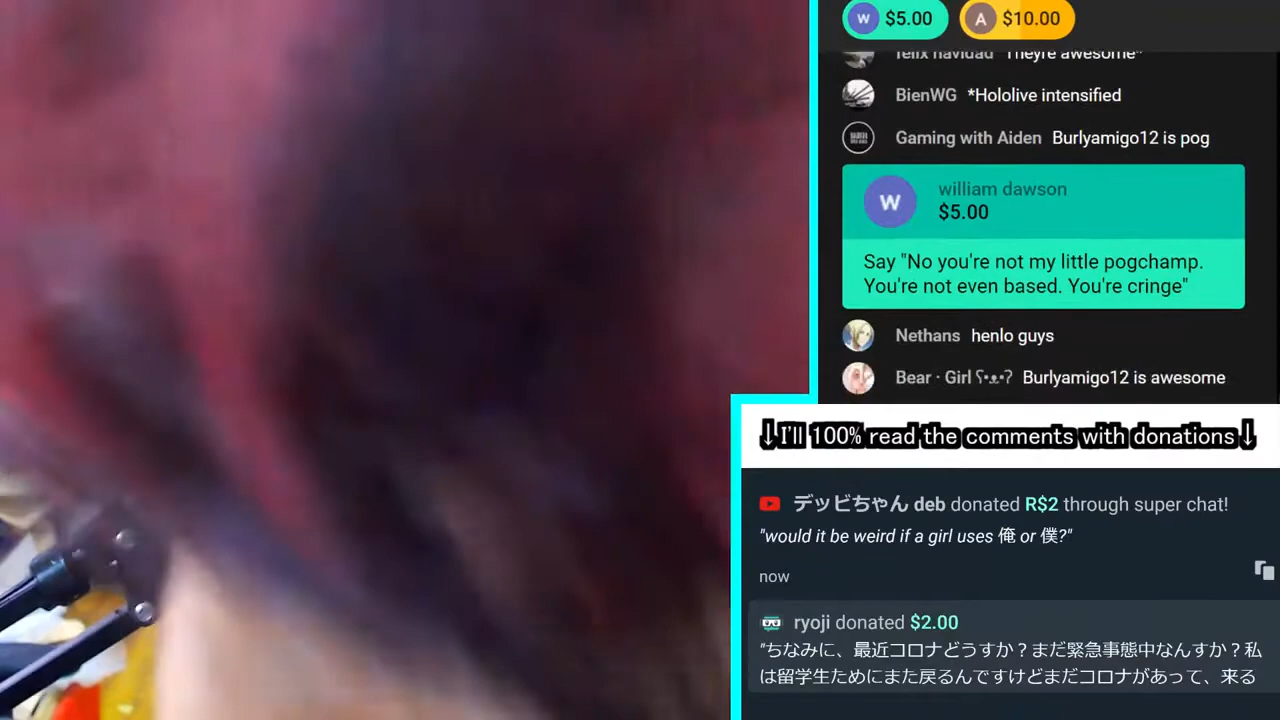 W $5.00 A $10.00
felix navidad Theyre awesome*
BienWG *Hololive intensified
Gaming with Aiden Burlyamigo12 is pog
W
william dawson
$5.00
Say "No you're not my little pogchamp.
You're not even based. You're cringe"
Nethans henlo guys
Bear · Girl ʕ•ᴥ•ʔ Burlyamigo12 is awesome
↓I'll 100% read the comments with donations↓
デッビちゃん deb donated R$2 through super chat!
"would it be weird if a girl uses 俺 or 僕?"
now
ryoji donated $2.00
"ちなみに、最近コロナどうすか？まだ緊急事態中なんすか？私
は留学生ためにまた戻るんですけどまだコロナがあって、来る